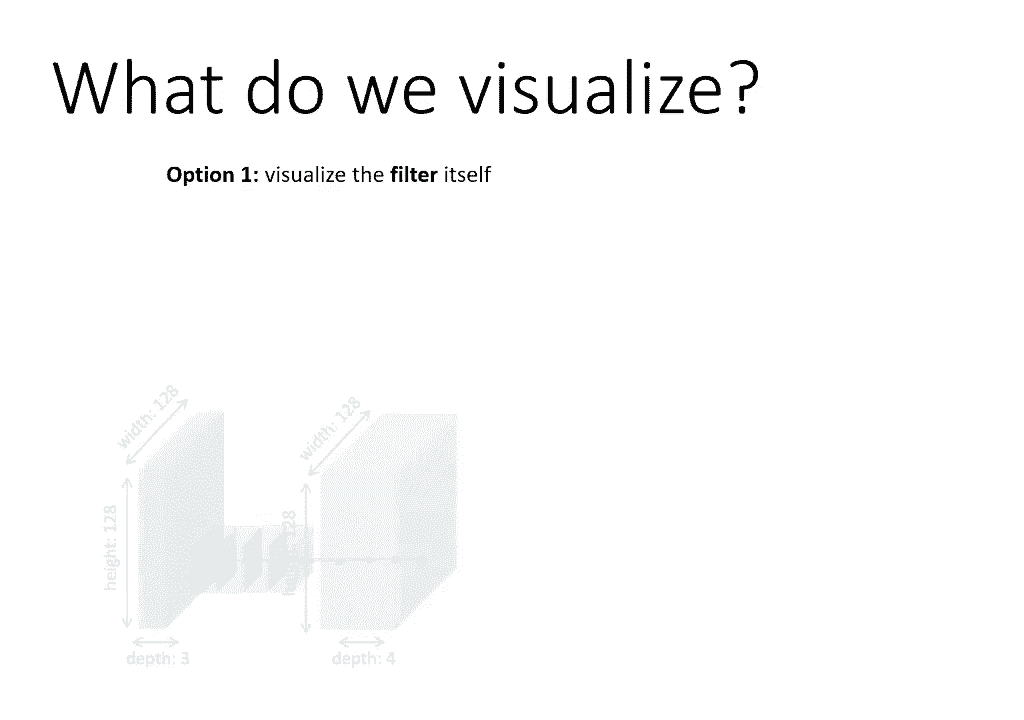 What do we visualize?
Option 1: visualize the filter itself
width: 128
width: 128
height: 128
height: 128
depth: 3
depth: 4